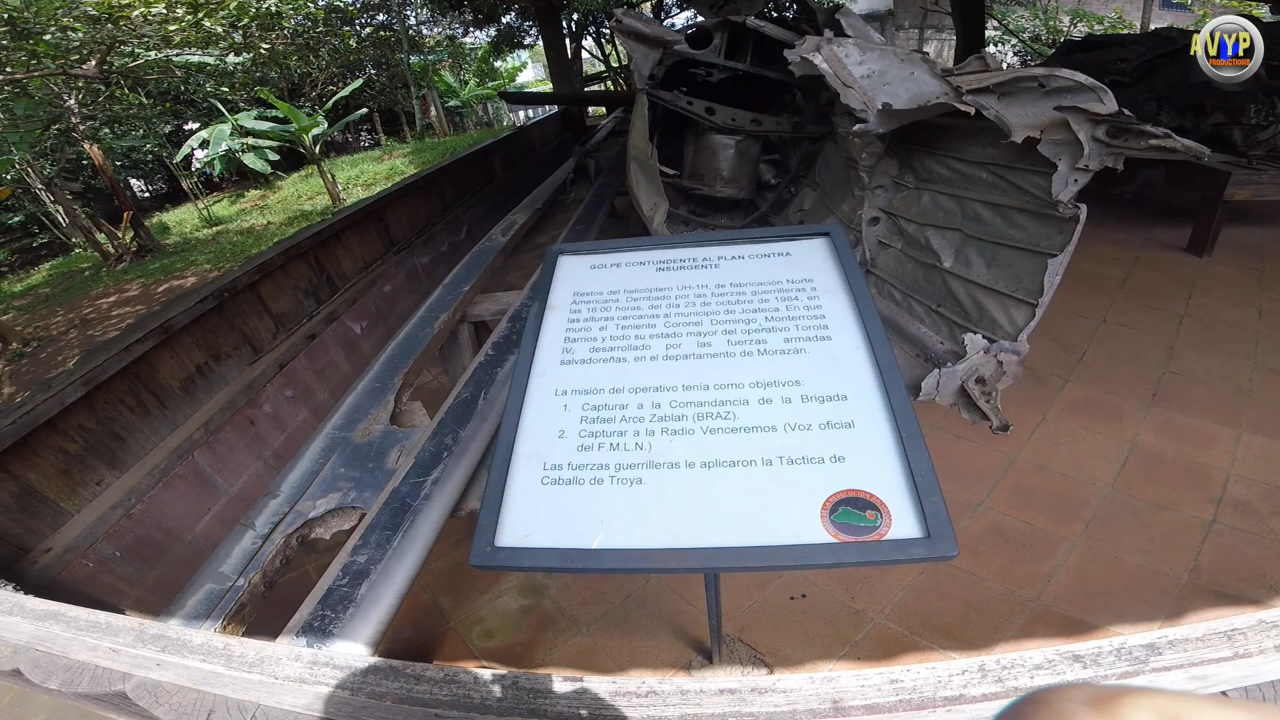 AVYP
PRODUCTIONS
GOLPE CONTUNDENTE AL PLAN CONTRA
INSURGENTE
Restos del helicóptero UH-1H, de fabricación Norte
Americana. Derribado por las fuerzas guerrilleras a
las 16:00 horas, del día 23 de octubre de 1984, en
las alturas cercanas al municipio de Joateca. En que
murió el Teniente Coronel Domingo Monterrosa
Barrios y todo su estado mayor del operativo Torola
IV, desarrollado por las fuerzas armadas
salvadoreñas, en el departamento de Morazán.
La misión del operativo tenía como objetivos:
1. Capturar a la Comandancia de la Brigada
Rafael Arce Zablah (BRAZ).
2. Capturar a la Radio Venceremos (Voz oficial
del F.M.L.N.)
Las fuerzas guerrilleras le aplicaron la Táctica de
Caballo de Troya.